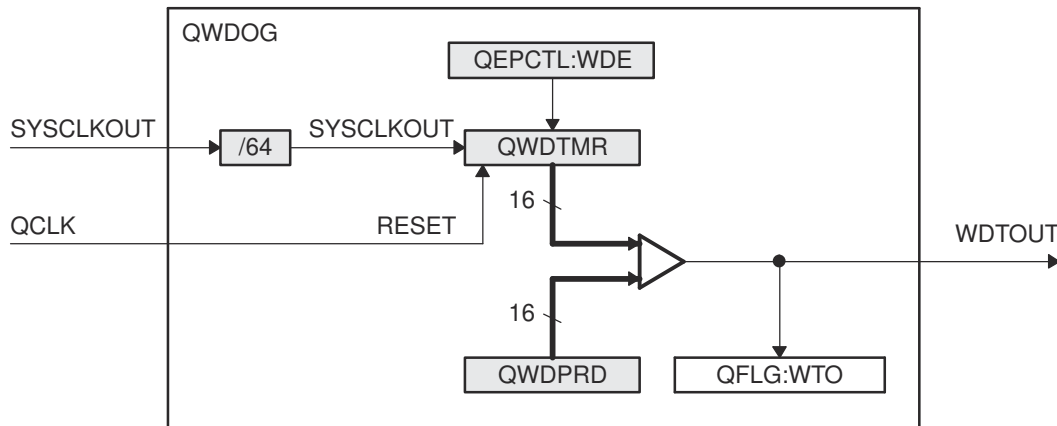 QWDOG
QEPCTL:WDE
SYSCLKOUT
/64
SYSCLKOUT
QWDTMR
16
QCLK
RESET
WDTOUT
16
QWDPRD
QFLG:WTO